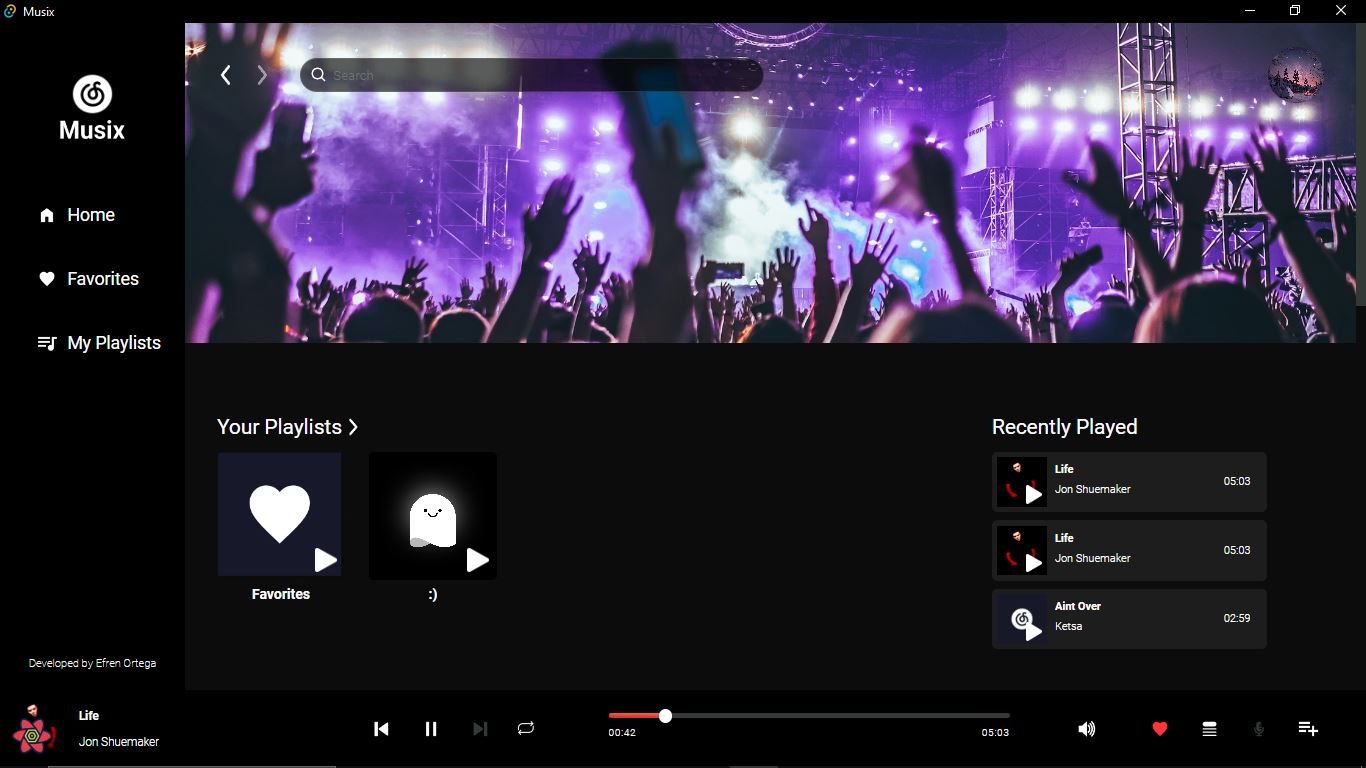 Musix
Search
Musix
Home
Favorites
My Playlists
Developed by Efren Ortega
Your Playlists
Favorites
:)
Recently Played
Life
Jon Shuemaker
05:03
Life
Jon Shuemaker
05:03
Aint Over
Ketsa
02:59
Life
Jon Shuemaker
00:42
05:03